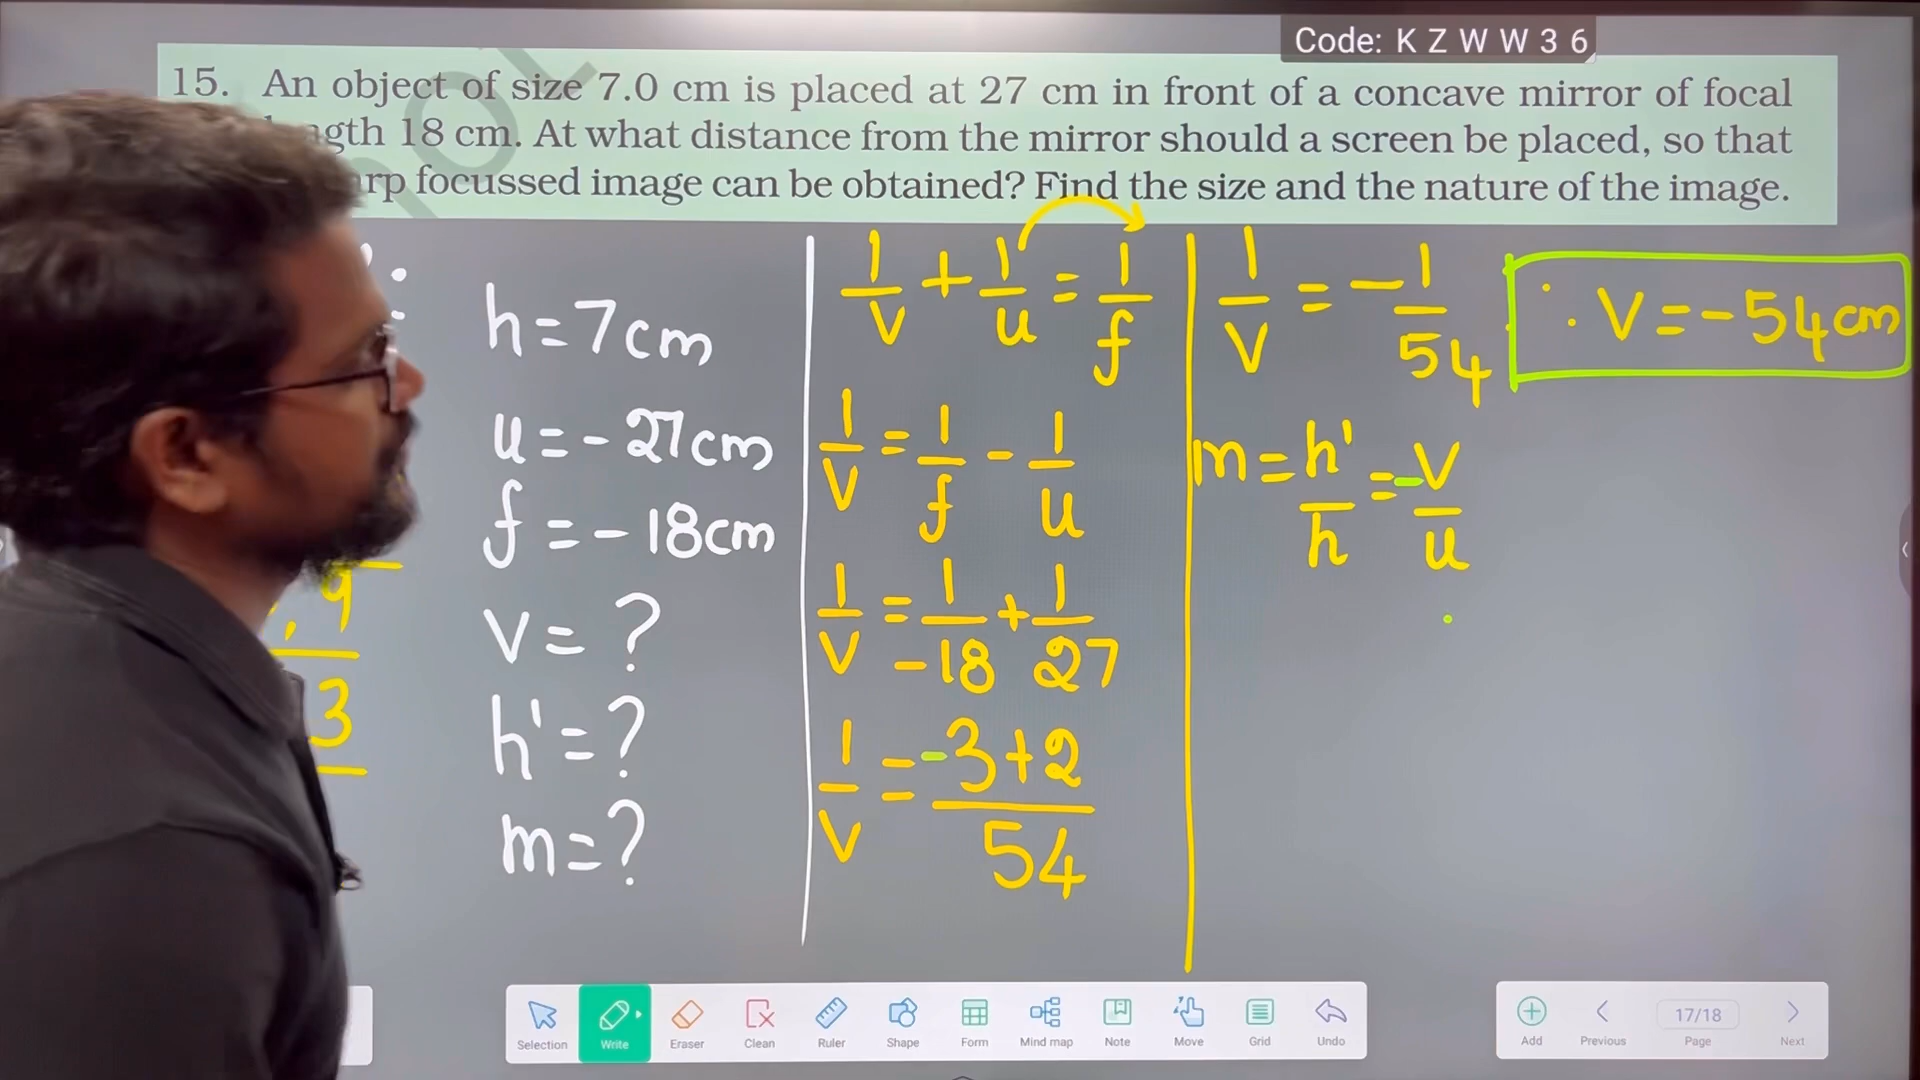 Code: K Z W W 3 6
15. An object of size 7.0 cm is placed at 27 cm in front of a concave mirror of focal
18 cm. At what distance from the mirror should a screen be placed, so that
focussed image can be obtained? Find the size and the nature of the image.
h=7cm
u=-27cm
f=-18cm
v=?
h'=?
m=?
9
3
1/v + 1/u = 1/f
1/v = 1/f - 1/u
1/v = 1/-18 + 1/27
1/v = -3+2/54
1/v = -1/54
∴ v=-54cm
m=h'/h=-v/u
Selection
Write
Eraser
Clean
Ruler
Shape
Form
Mind map
Note
Move
Grid
Undo
Add
Previous
17/18
Page
Next